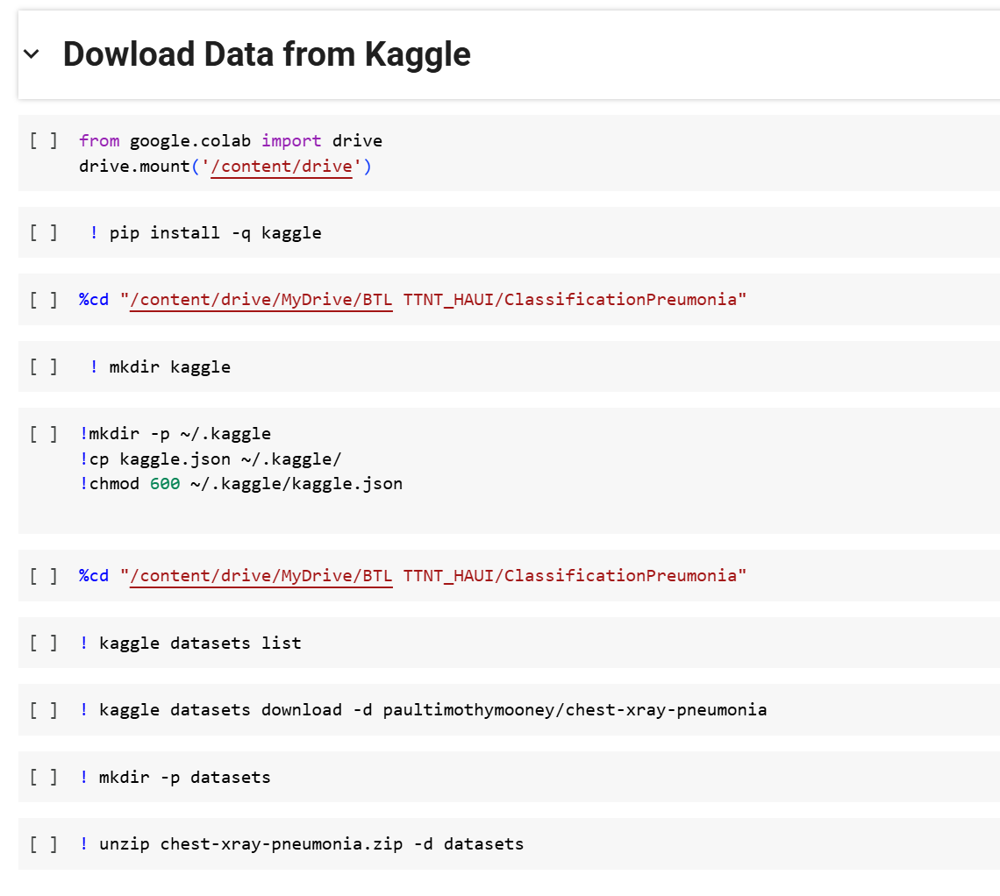 Dowload Data from Kaggle
[ ] from google.colab import drive
drive.mount('/content/drive')
[ ] ! pip install -q kaggle
[ ] %cd "/content/drive/MyDrive/BTL TTNT_HAUI/ClassificationPreumonia"
[ ] ! mkdir kaggle
[ ] !mkdir -p ~/.kaggle
!cp kaggle.json ~/.kaggle/
!chmod 600 ~/.kaggle/kaggle.json
[ ] %cd "/content/drive/MyDrive/BTL TTNT_HAUI/ClassificationPreumonia"
[ ] ! kaggle datasets list
[ ] ! kaggle datasets download -d paultimothymooney/chest-xray-pneumonia
[ ] ! mkdir -p datasets
[ ] ! unzip chest-xray-pneumonia.zip -d datasets